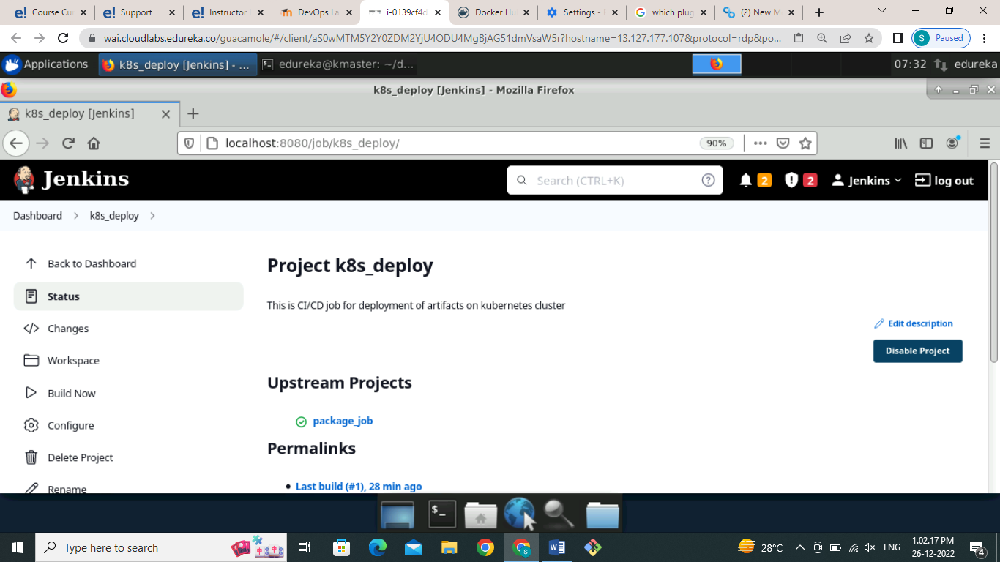 Course Cu
Support
Instructor
DevOps La
i-0139cf4d
Docker Hu
Settings -
which plug
(2) New M
wai.cloudlabs.edureka.co/guacamole/#/client/aS0wMTM5Y2Y0ZDM2YjU4ODU4MgBjAG51dmVsaW5r?hostname=13.127.177.107&protocol=rdp&po...
S Paused
Applications
k8s_deploy [Jenkins] - ...
edureka@kmaster: ~/d...
07:32
edureka
k8s_deploy [Jenkins] - Mozilla Firefox
k8s_deploy [Jenkins]
localhost:8080/job/k8s_deploy/
90%
Jenkins
Search (CTRL+K)
2
2
Jenkins
log out
Dashboard
k8s_deploy
Back to Dashboard
Status
Changes
Workspace
Build Now
Configure
Delete Project
Rename
Project k8s_deploy
This is CI/CD job for deployment of artifacts on kubernetes cluster
Edit description
Disable Project
Upstream Projects
package_job
Permalinks
Last build (#1), 28 min ago
Type here to search
28°C
ENG
1.02.17 PM
26-12-2022
4